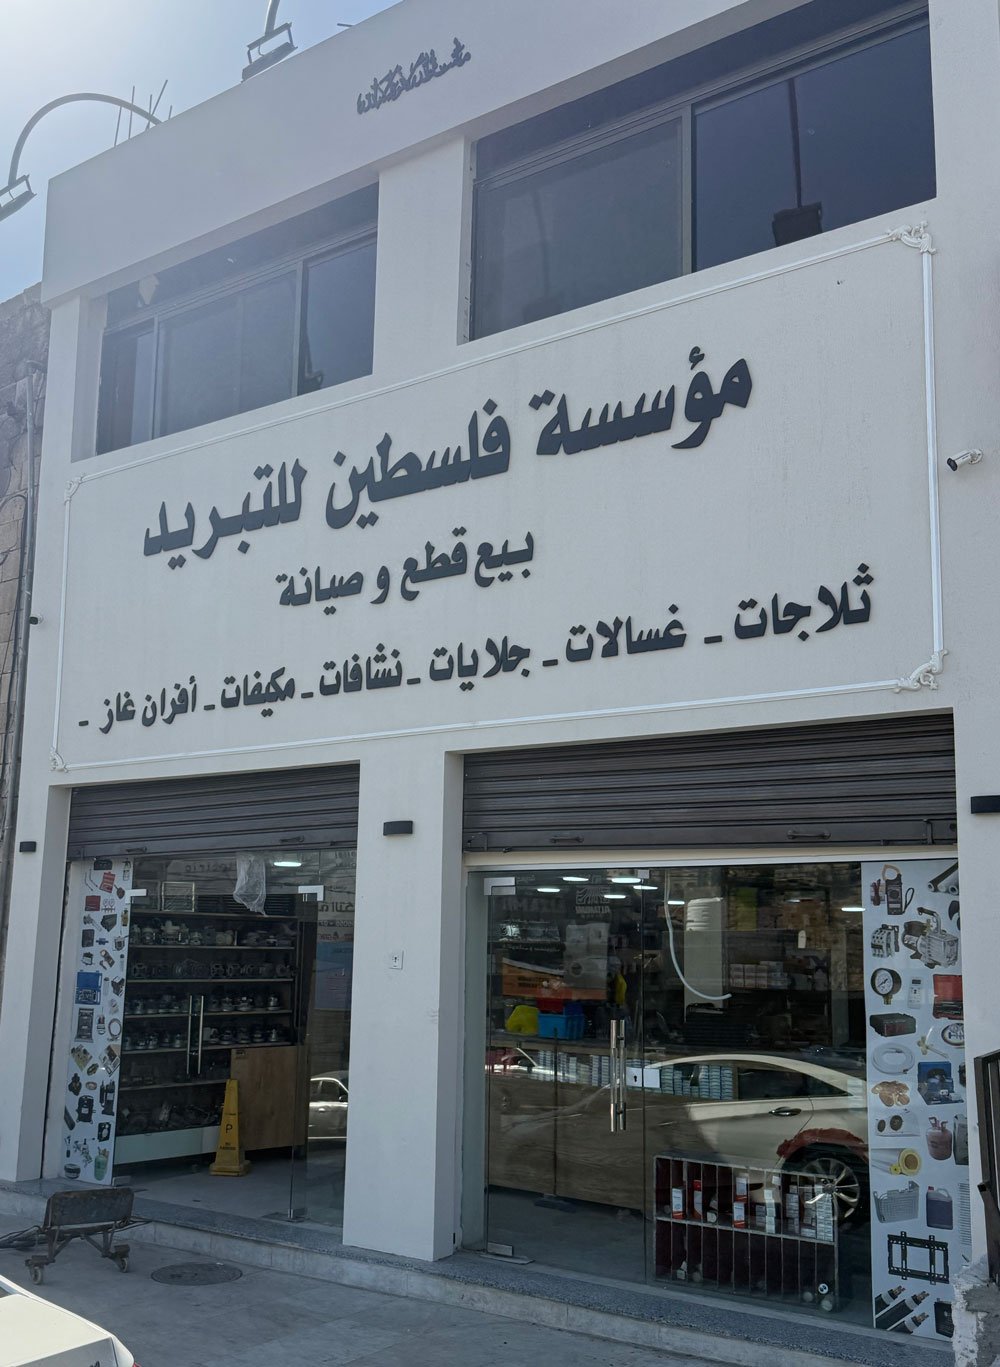 مؤسسة فلسطين للتبريد
بيع قطع و صيانة
ثلاجات - غسالات - جلايات - نشافات - مكيفات - أفران غاز -
P